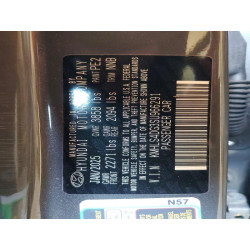 MANUFACTURED BY
HYUNDAI MOTOR COMPANY
JAN/2025 GVWR 3858 lbs PAINT PE2 TRIM NNB
GAWR FRONT 2271 lbs GAWR REAR 2094 lbs
THIS VEHICLE CONFORMS TO ALL APPLICABLE U.S.A. FEDERAL
MOTOR VEHICLE SAFETY, BUMPER, AND THEFT PREVENTION
STANDARDS IN EFFECT ON THE DATE OF MANUFACTURE SHOWN ABOVE.
V.I.N : KMHLS4DG3SU966291
PASSENGER CAR
N57